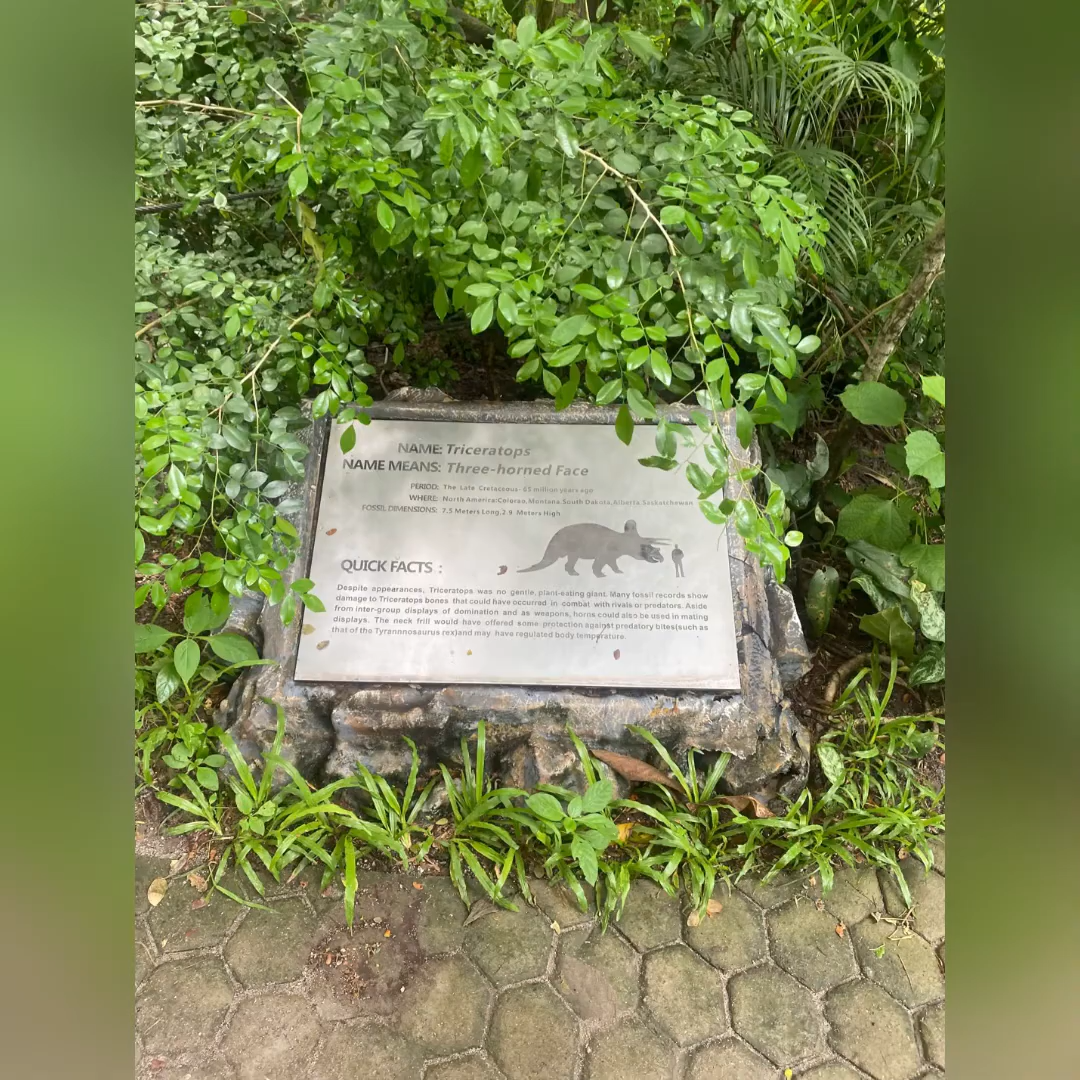 NAME: Triceratops
NAME MEANS: Three-horned Face
PERIOD: The Late Cretaceous- 65 million years ago
WHERE: North America:Colorao,Montana,South Dakota,Alberta,Saskatchewan
FOSSIL DIMENSIONS: 7.5 Meters Long,2.9 Meters High
QUICK FACTS :
Despite appearances, Triceratops was no gentle, plant-eating giant. Many fossil records show
damage to Triceratops bones that could have occurred in combat with rivals or predators. Aside
from inter-group displays of domination and as weapons, horns could also be used in mating
displays. The neck frill would have offered some protection against predatory bites(such as
that of the Tyrannnosaurus rex)and may have regulated body temperature.